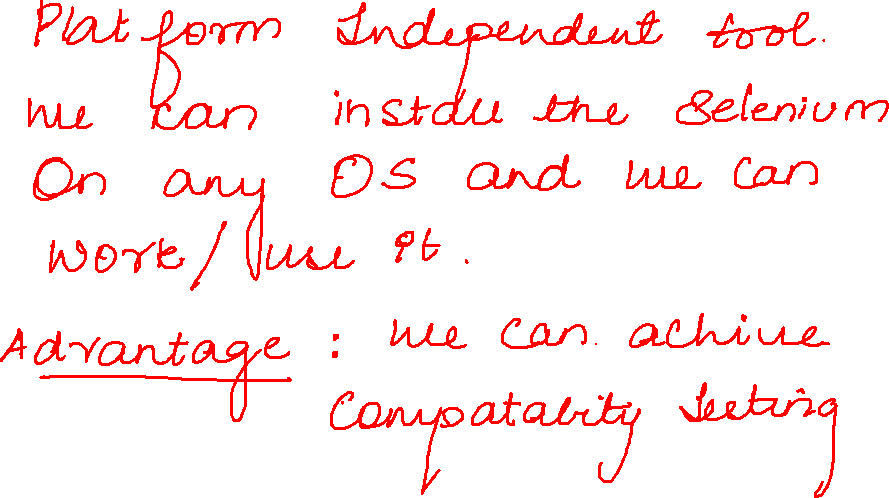 Platform Independent tool.
we can install the Selenium
On any OS and we can
work/use it.
Advantage : we can. achive
Compatability Testing